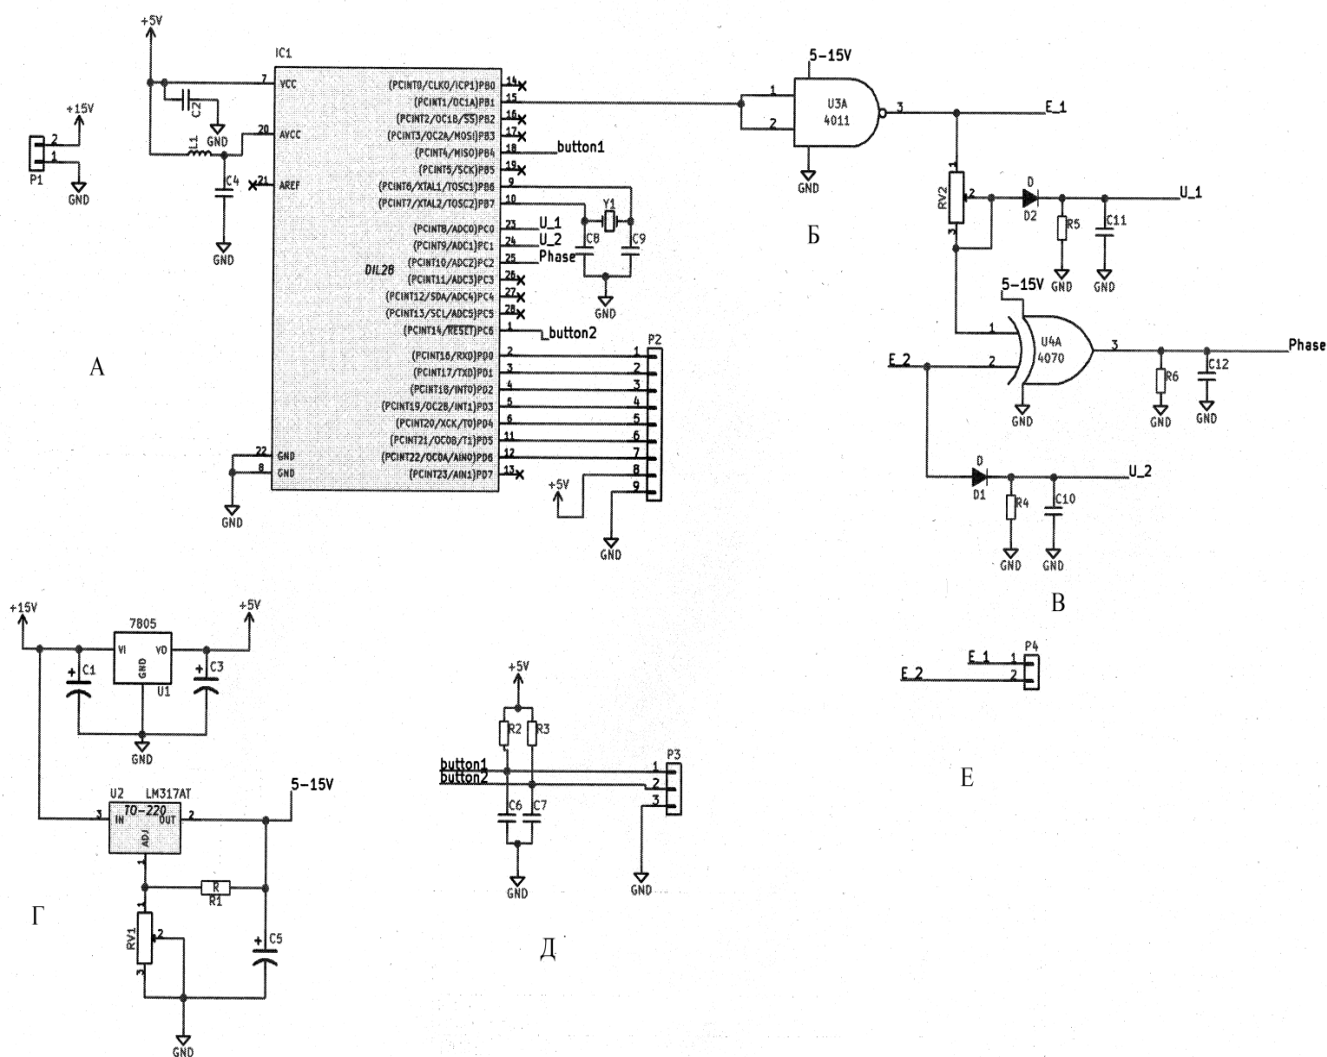 +5V
IC1
7 VCC
C2
GND
20 AVCC
L1
C4
21 AREF
GND
+15V
2
1
P1
GND
(PCINT0/CLKO/ICP1)PB0 14
(PCINT1/OC1A)PB1 15
(PCINT2/OC1B/SS)PB2 16
(PCINT3/OC2A/MOSI)PB3 17
(PCINT4/MISO)PB4 18 button1
(PCINT5/SCK)PB5 19
(PCINT6/XTAL1/TOSC1)PB6 9
(PCINT7/XTAL2/TOSC2)PB7 10
Y1
C8
C9
GND
(PCINT8/ADC0)PC0 23 U_1
(PCINT9/ADC1)PC1 24 U_2
(PCINT10/ADC2)PC2 25 Phase
DIL28
(PCINT11/ADC3)PC3 26
(PCINT12/SDA/ADC4)PC4 27
(PCINT13/SCL/ADC5)PC5 28
(PCINT14/RESET)PC6 1 button2
P2
(PCINT16/RXD)PD0 2 1
(PCINT17/TXD)PD1 3 2
(PCINT18/INT0)PD2 4 3
(PCINT19/OC2B/INT1)PD3 5 4
(PCINT20/XCK/T0)PD4 6 5
(PCINT21/OC0B/T1)PD5 11 6
(PCINT22/OC0A/AIN0)PD6 12 7
(PCINT23/AIN1)PD7 13 8
9
+5V
GND
22 GND
8 GND
GND
А
5-15V
1
2
U3A
4011
3
E_1
GND
1
RV2
2
3
D
D2
R5
C11
U_1
GND
GND
Б
5-15V
1
2
U4A
4070
3
Phase
E_2
GND
R6
C12
GND
GND
D
D1
R4
C10
U_2
GND
GND
В
+15V
7805
+5V
VI
VO
GND
U1
C1
C3
GND
U2
LM317AT
TO-220
3 IN
OUT 2
ADJ
1
5-15V
R
R1
1
RV1
2
3
C5
GND
Г
+5V
R2
R3
button1
button2
P3
1
2
3
C6
C7
GND
GND
Д
P4
E_1 1
E_2 2
Е